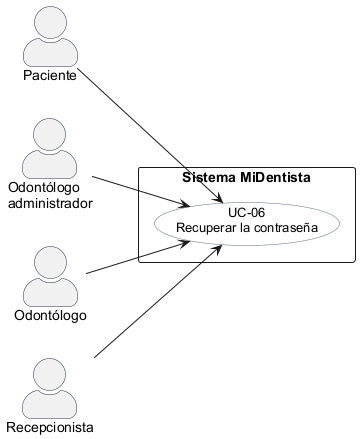 Paciente
Odontólogo
administrador
Sistema MiDentista
UC-06
Recuperar la contraseña
Odontólogo
Recepcionista